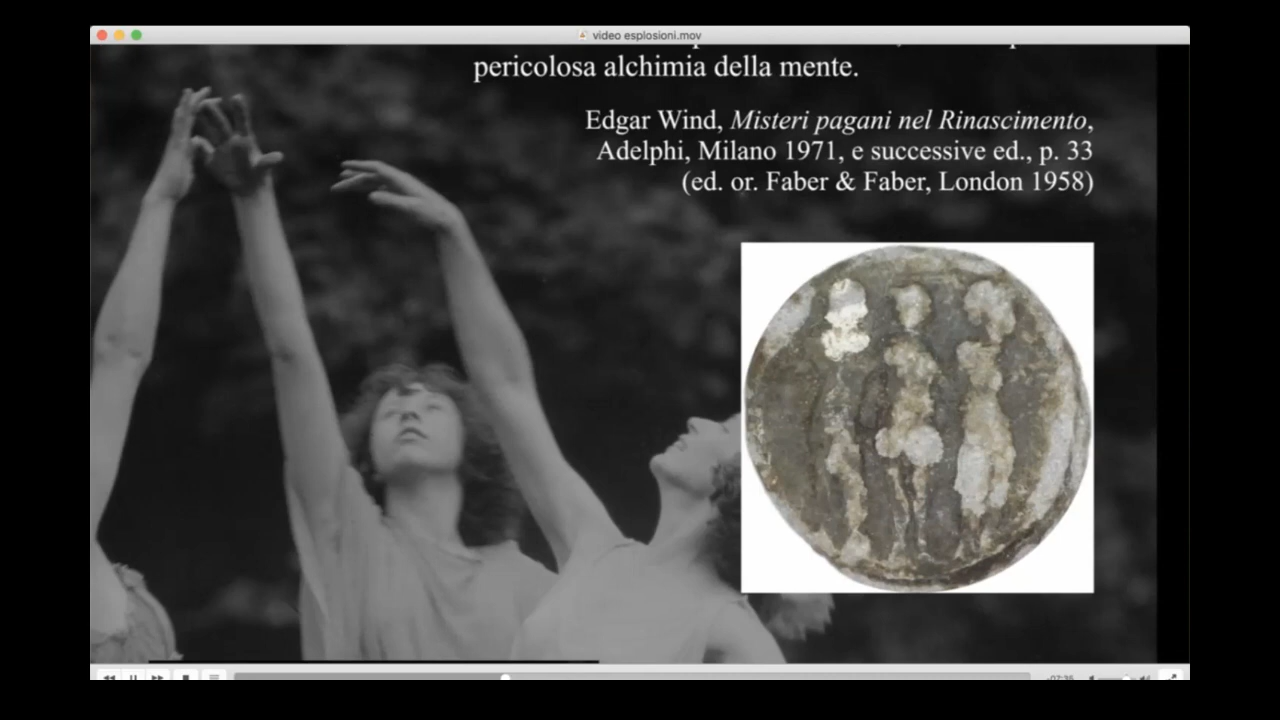 video esplosioni.mov
pericolosa alchimia della mente.
Edgar Wind, Misteri pagani nel Rinascimento,
Adelphi, Milano 1971, e successive ed., p. 33
(ed. or. Faber & Faber, London 1958)